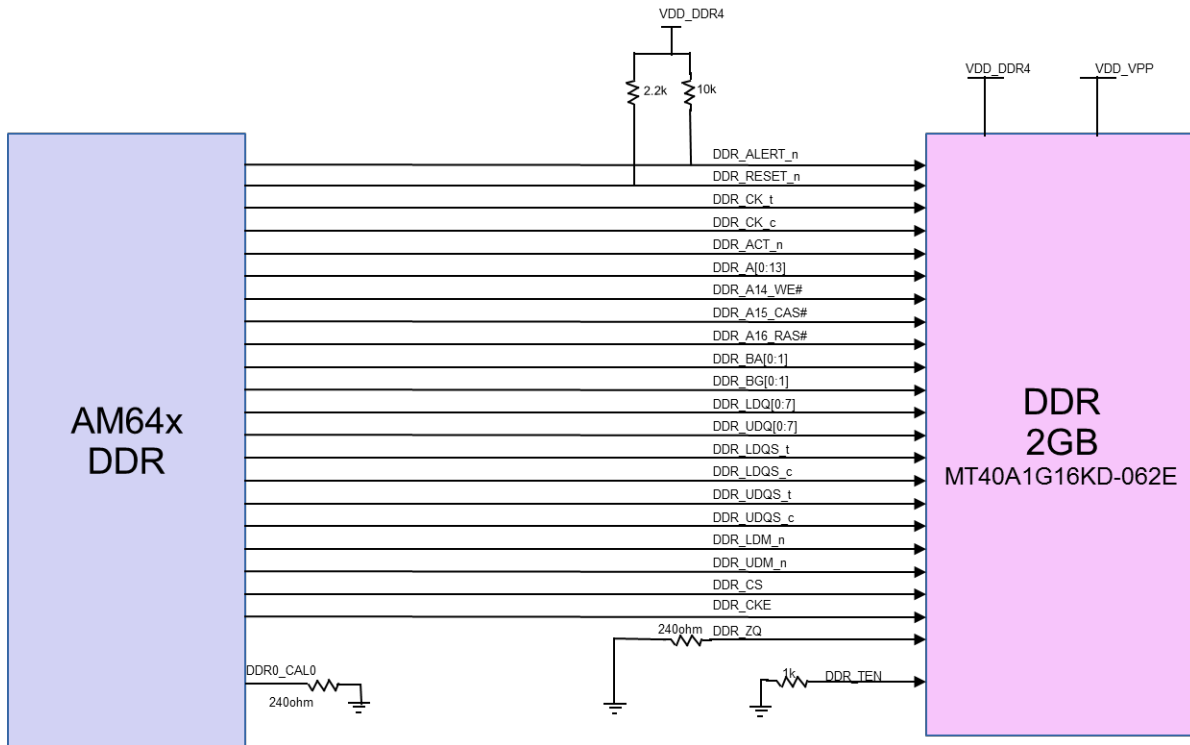 VDD_DDR4
2.2k
10k
VDD_DDR4
VDD_VPP
DDR_ALERT_n
DDR_RESET_n
DDR_CK_t
DDR_CK_c
DDR_ACT_n
DDR_A[0:13]
DDR_A14_WE#
DDR_A15_CAS#
DDR_A16_RAS#
DDR_BA[0:1]
DDR_BG[0:1]
DDR_LDQ[0:7]
DDR_UDQ[0:7]
DDR_LDQS_t
DDR_LDQS_c
DDR_UDQS_t
DDR_UDQS_c
DDR_LDM_n
DDR_UDM_n
DDR_CS
DDR_CKE
240ohm
DDR_ZQ
1k
DDR_TEN
AM64x
DDR
DDR0_CAL0
240ohm
DDR
2GB
MT40A1G16KD-062E